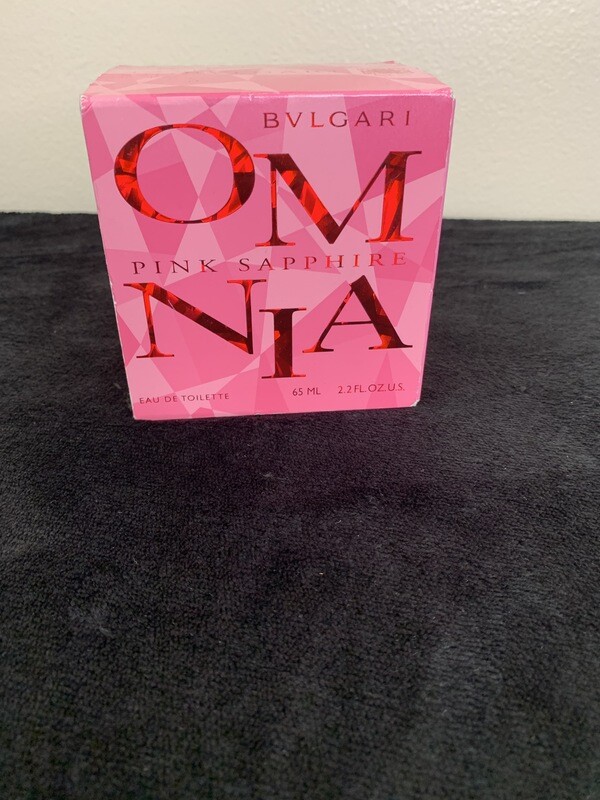 BVLGARI
OM
PINK SAPPHIRE
NIA
EAU DE TOILETTE 65 ML 2.2 FL.OZ.U.S.